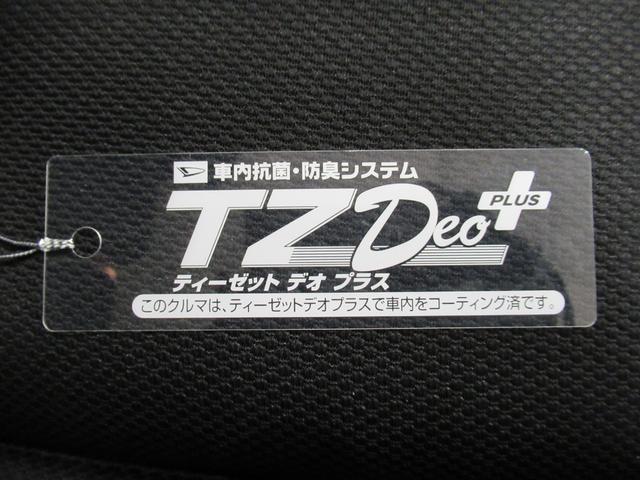 車内抗菌・防臭システム
TZ Deo PLUS
ティーゼット デオ プラス
このクルマは、ティーゼットデオプラスで車内をコーティング済です。